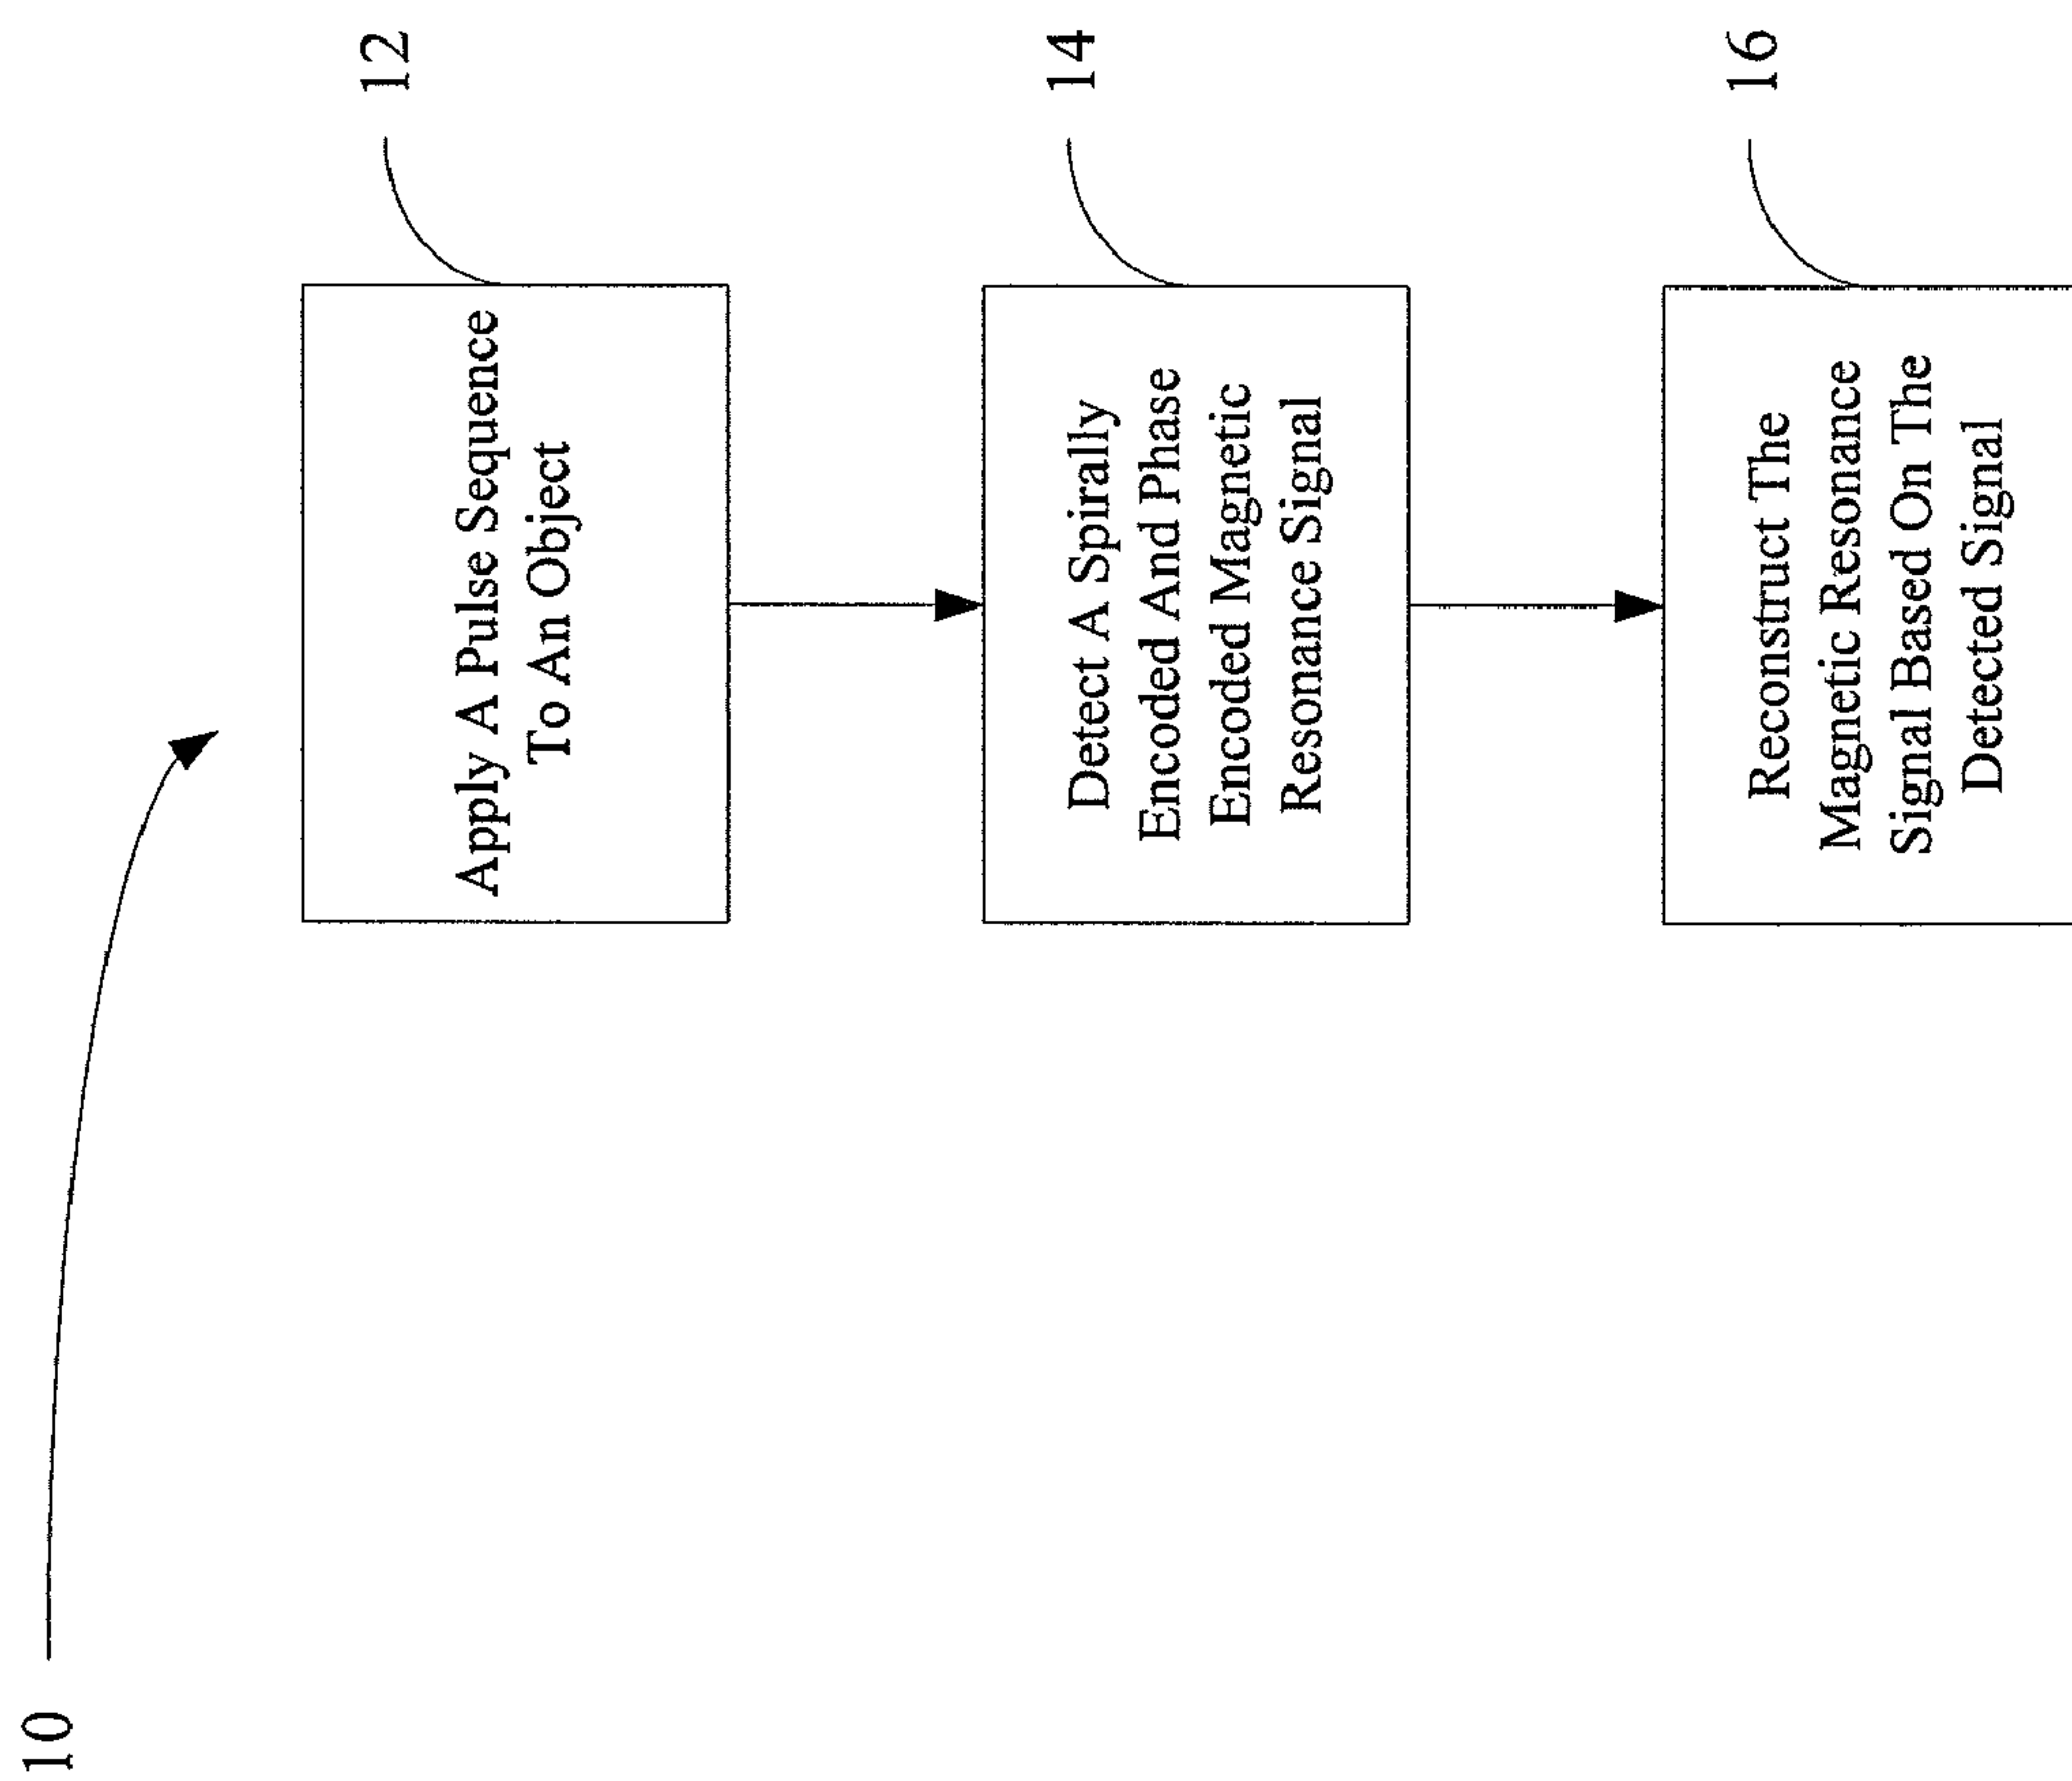 10
12
Apply A Pulse Sequence
To An Object
14
Detect A Spirally
Encoded And Phase
Encoded Magnetic
Resonance Signal
16
Reconstruct The
Magnetic Resonance
Signal Based On The
Detected Signal